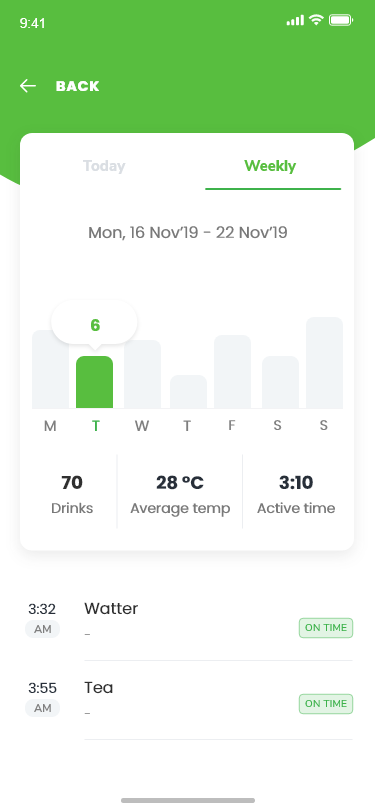 9:41
BACK
Today Weekly
Mon, 16 Nov'19 - 22 Nov'19
6
M T W T F S S
70 28 °C 3:10
Drinks Average temp Active time
3:32 Watter
AM - ON TIME
3:55 Tea
AM - ON TIME